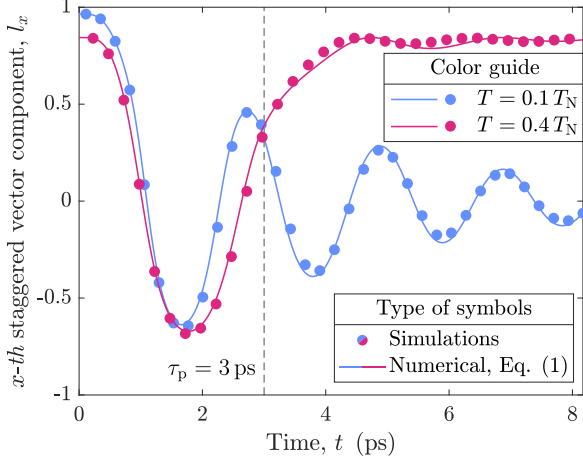 1
0.5
0
-0.5
-1
x-th staggered vector component, lₓ
Color guide
T = 0.1 T_N
T = 0.4 T_N
Type of symbols
Simulations
Numerical, Eq. (1)
τ_p = 3 ps
0 2 4 6 8
Time, t (ps)